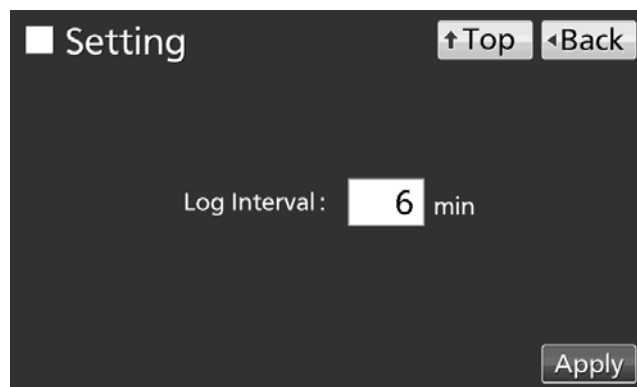 Setting
↑Top
◂Back
Log Interval: 6 min
Apply